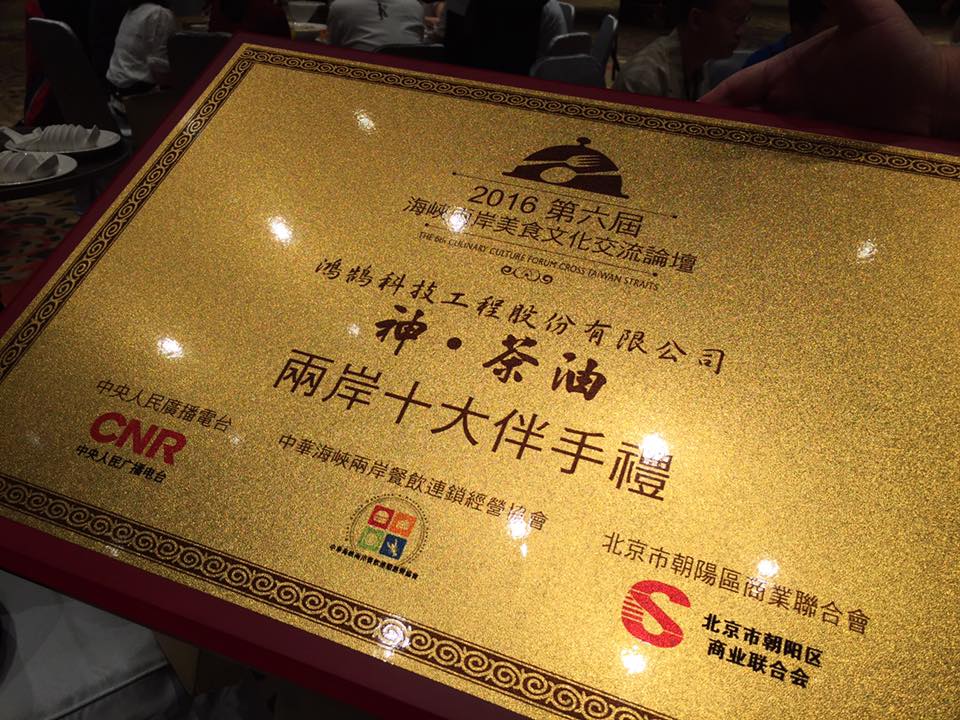 2016 第六屆
海峽兩岸美食文化交流論壇
THE 6th CULINARY CULTURE FORUM CROSS TAIWAN STRAITS
鴻鵠科技工程股份有限公司
神·茶油
兩岸十大伴手禮
中央人民廣播電台
CNR
中央人民广播电台
中華海峽兩岸餐飲連鎖經營協會
北京市朝陽區商業聯合會
S
北京市朝阳区
商业联合会